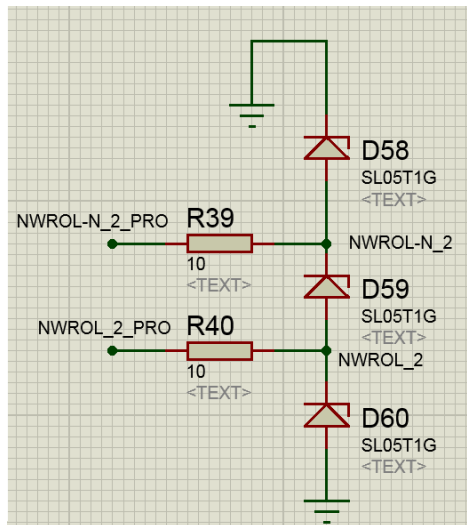 D58
SL05T1G
<TEXT>
NWROL-N_2_PRO
R39
NWROL-N_2
10
<TEXT>
D59
SL05T1G
<TEXT>
NWROL_2_PRO
R40
NWROL_2
10
<TEXT>
D60
SL05T1G
<TEXT>